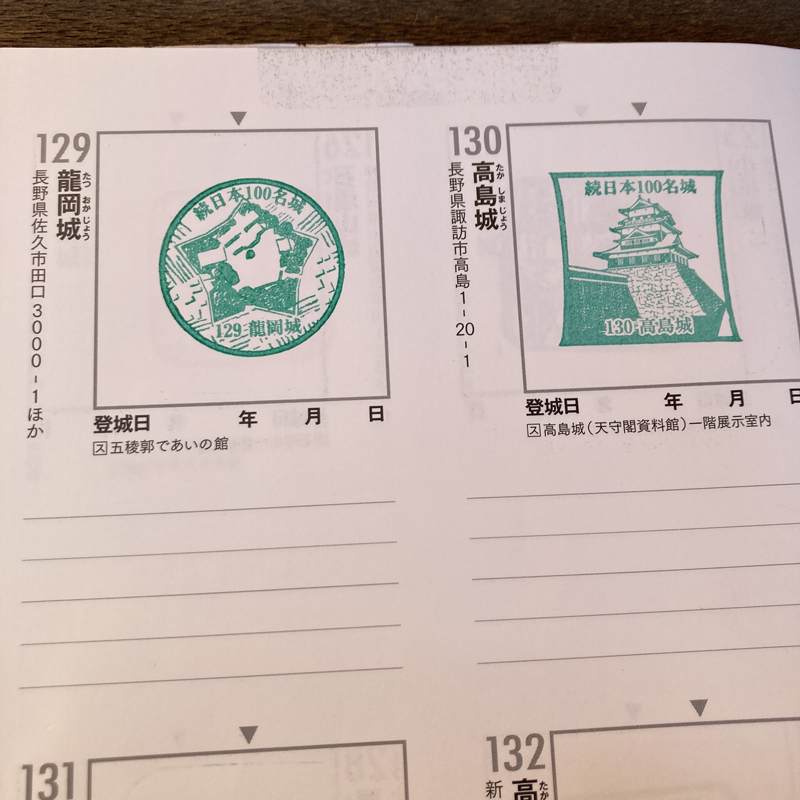 129
龍岡城
たつおかじょう
長野県佐久市田口3000-1ほか
続日本100名城
129 龍岡城
登城日 年 月 日
ス 五稜郭であいの館
130
高島城
たかしまじょう
長野県諏訪市高島1-20-1
続日本100名城
130 高島城
登城日 年 月 日
ス 高島城(天守閣資料館)一階展示室内
131
132
高
たか
新